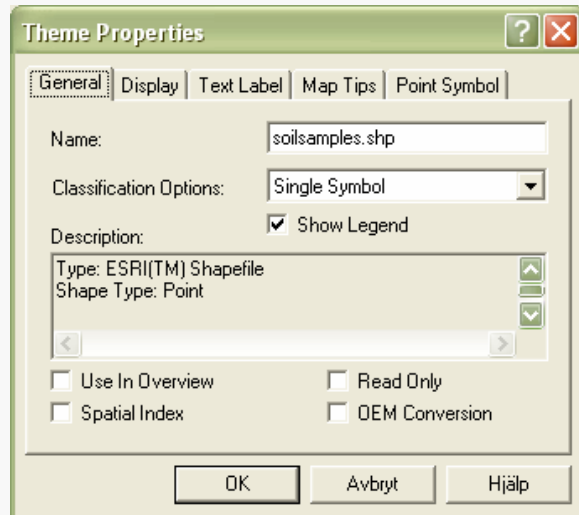 Theme Properties
General Display Text Label Map Tips Point Symbol
Name: soilsamples.shp
Classification Options: Single Symbol
Show Legend
Description:
Type: ESRI(TM) Shapefile
Shape Type: Point
Use In Overview Read Only
Spatial Index OEM Conversion
OK Avbryt Hjälp